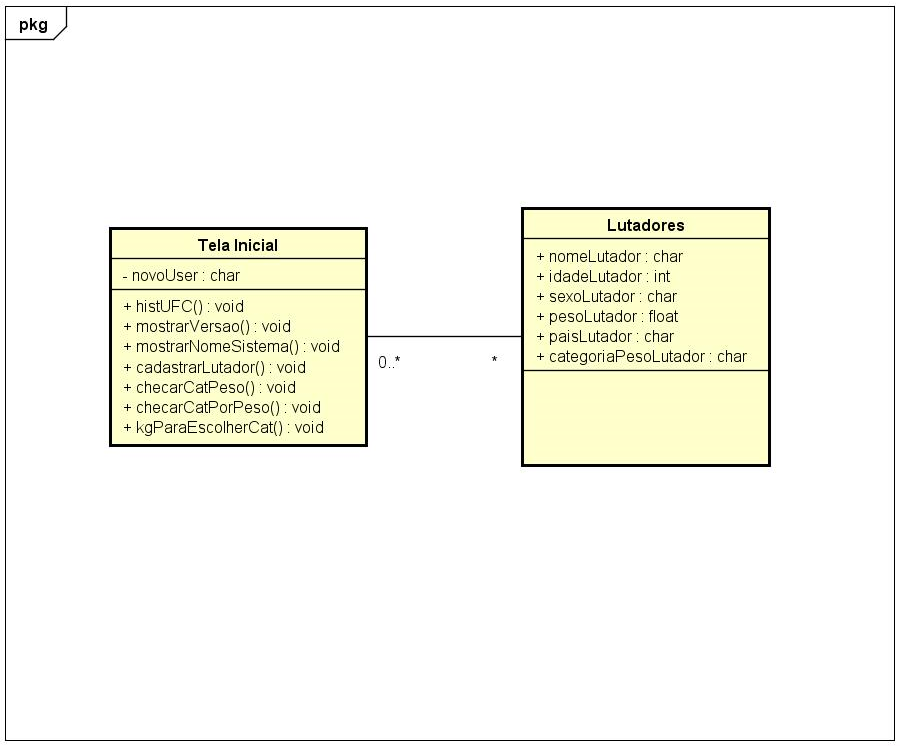 pkg
Tela Inicial
- novoUser : char
+ histUFC() : void
+ mostrarVersao() : void
+ mostrarNomeSistema() : void
+ cadastrarLutador() : void
+ checarCatPeso() : void
+ checarCatPorPeso() : void
+ kgParaEscolherCat() : void
0..*
*
Lutadores
+ nomeLutador : char
+ idadeLutador : int
+ sexoLutador : char
+ pesoLutador : float
+ paisLutador : char
+ categoriaPesoLutador : char